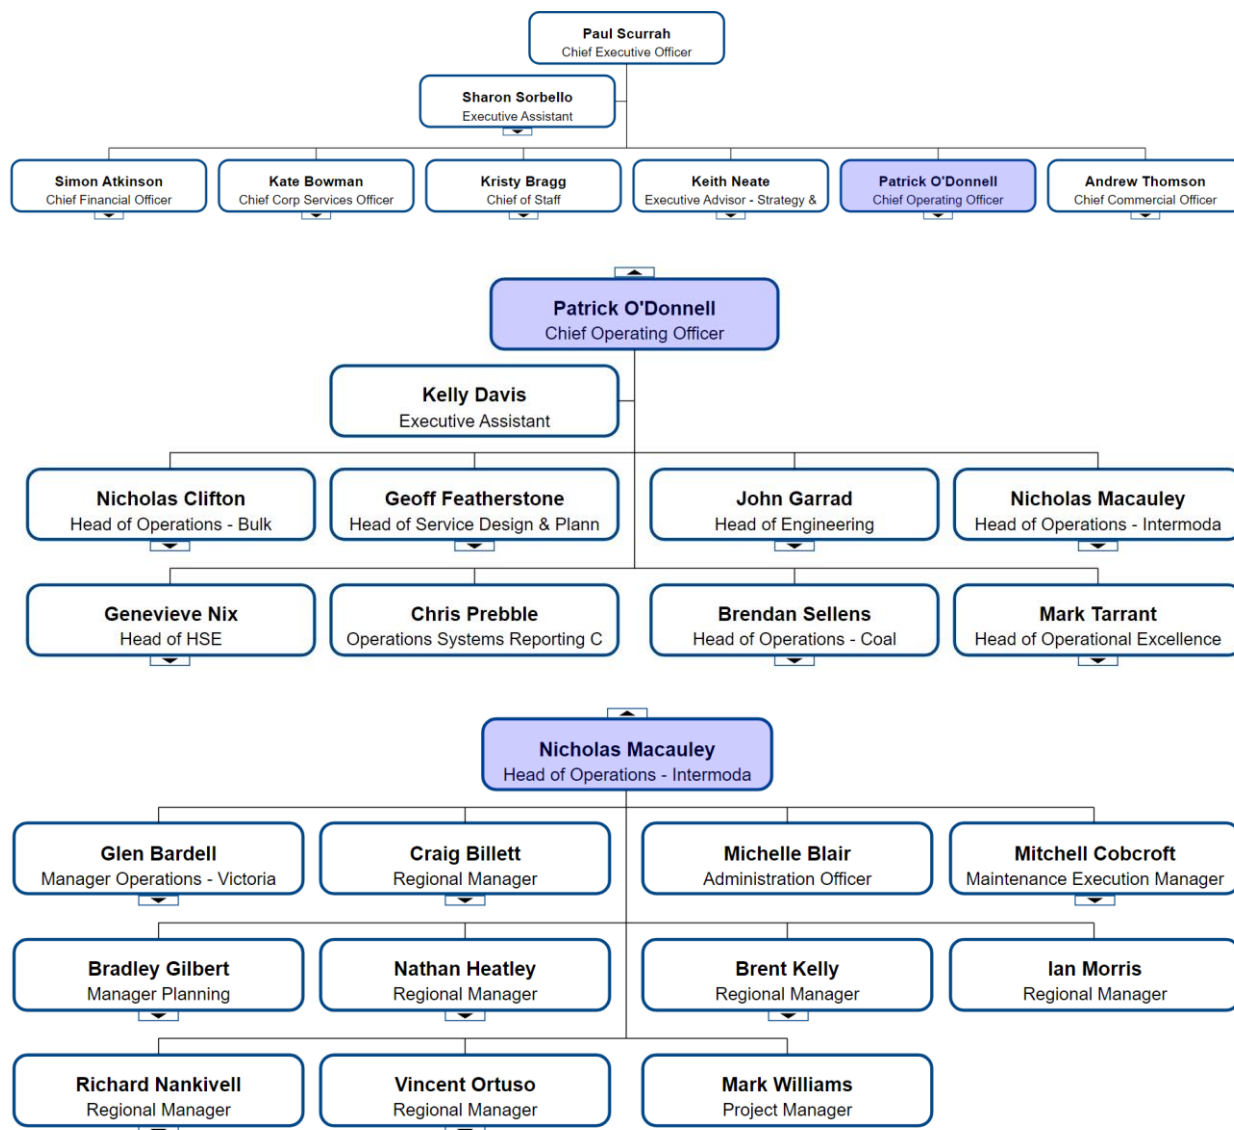 Paul Scurrah
Chief Executive Officer
Sharon Sorbello
Executive Assistant
Simon Atkinson
Chief Financial Officer
Kate Bowman
Chief Corp Services Officer
Kristy Bragg
Chief of Staff
Keith Neate
Executive Advisor - Strategy &
Patrick O'Donnell
Chief Operating Officer
Andrew Thomson
Chief Commercial Officer
Patrick O'Donnell
Chief Operating Officer
Kelly Davis
Executive Assistant
Nicholas Clifton
Head of Operations - Bulk
Geoff Featherstone
Head of Service Design & Plann
John Garrad
Head of Engineering
Nicholas Macauley
Head of Operations - Intermoda
Genevieve Nix
Head of HSE
Chris Prebble
Operations Systems Reporting C
Brendan Sellens
Head of Operations - Coal
Mark Tarrant
Head of Operational Excellence
Nicholas Macauley
Head of Operations - Intermoda
Glen Bardell
Manager Operations - Victoria
Craig Billett
Regional Manager
Michelle Blair
Administration Officer
Mitchell Cobcroft
Maintenance Execution Manager
Bradley Gilbert
Manager Planning
Nathan Heatley
Regional Manager
Brent Kelly
Regional Manager
Ian Morris
Regional Manager
Richard Nankivell
Regional Manager
Vincent Ortuso
Regional Manager
Mark Williams
Project Manager